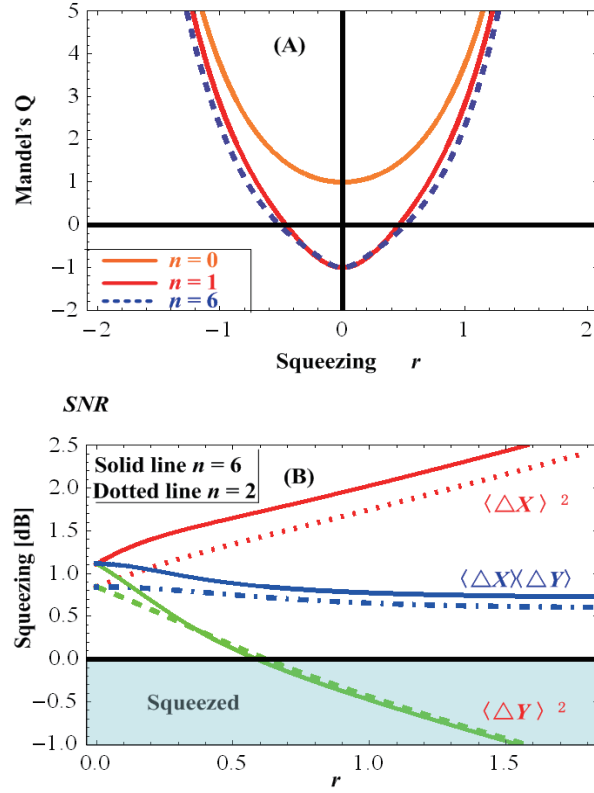 5
4
3
2
1
0
−1
−2
Mandel's Q
(A)
n = 0
n = 1
n = 6
−2 −1 0 1 2
Squeezing r
SNR
2.5
2.0
1.5
1.0
0.5
0.0
−0.5
−1.0
Squeezing [dB]
Solid line n = 6
Dotted line n = 2
(B)
⟨△X⟩ ²
⟨△X⟩⟨△Y⟩
Squeezed
⟨△Y⟩ ²
0.0 0.5 1.0 1.5
r